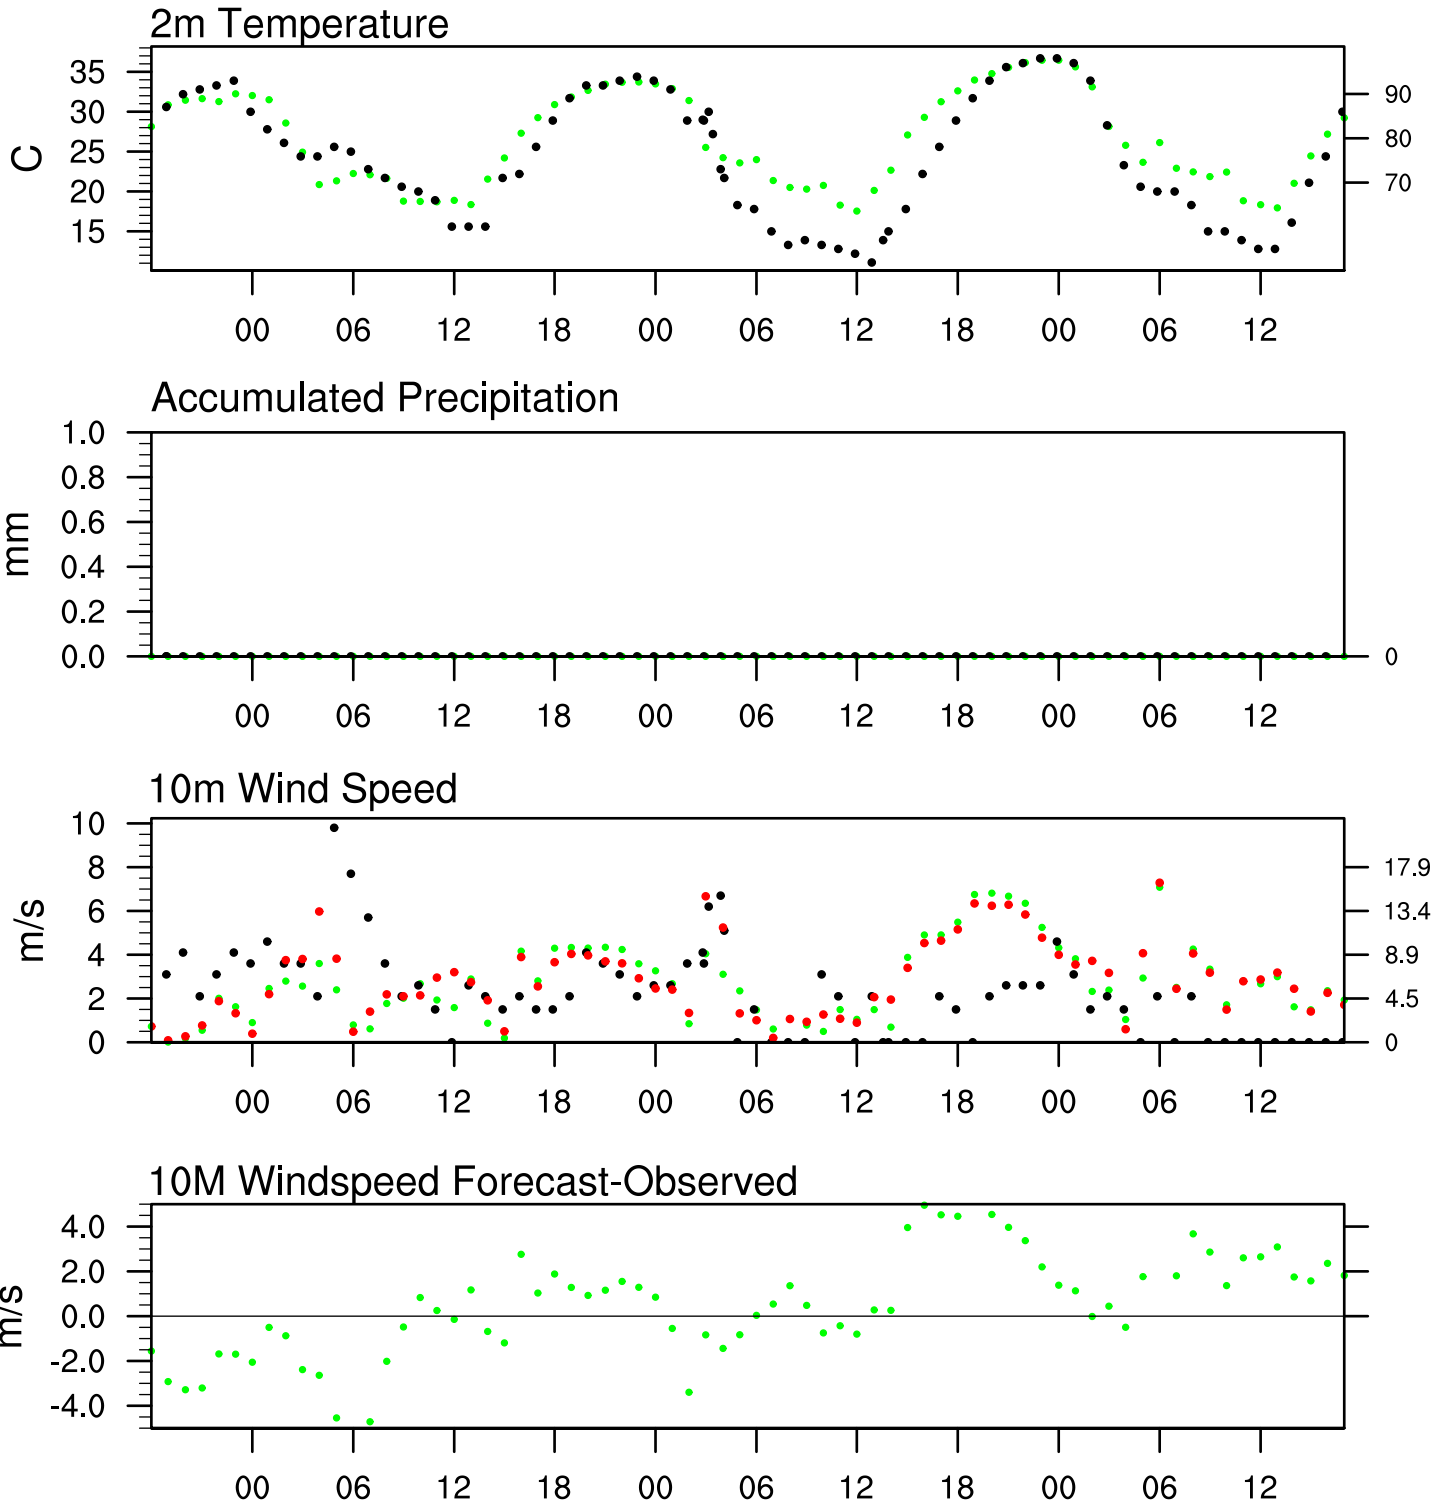 2m Temperature
35
30
25
20
15
C
90
80
70
00 06 12 18 00 06 12 18 00 06 12
Accumulated Precipitation
1.0
0.8
0.6
0.4
0.2
0.0
mm
0
00 06 12 18 00 06 12 18 00 06 12
10m Wind Speed
10
8
6
4
2
0
m/s
17.9
13.4
8.9
4.5
0
00 06 12 18 00 06 12 18 00 06 12
10M Windspeed Forecast-Observed
4.0
2.0
0.0
-2.0
-4.0
m/s
00 06 12 18 00 06 12 18 00 06 12